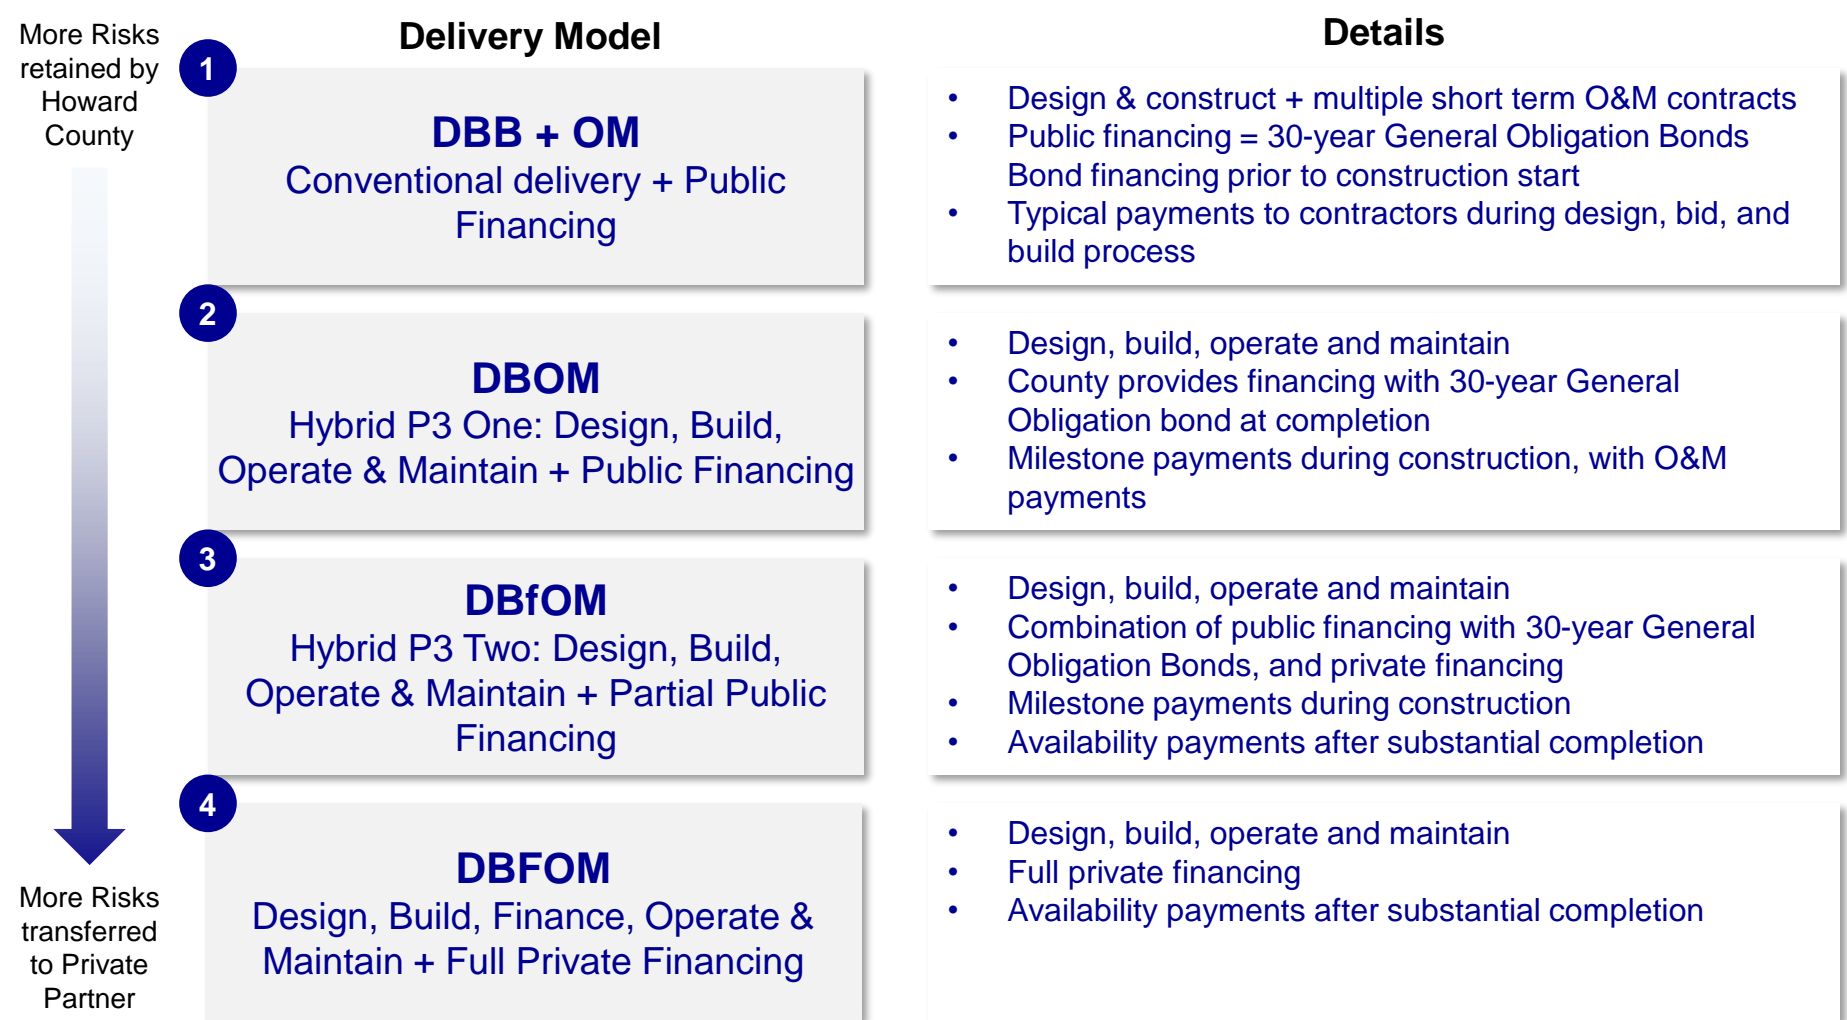 More Risks
retained by
Howard
County
Delivery Model
Details
1
DBB + OM
Conventional delivery + Public
Financing
• Design & construct + multiple short term O&M contracts
• Public financing = 30-year General Obligation Bonds
Bond financing prior to construction start
• Typical payments to contractors during design, bid, and
build process
2
DBOM
Hybrid P3 One: Design, Build,
Operate & Maintain + Public Financing
• Design, build, operate and maintain
• County provides financing with 30-year General
Obligation bond at completion
• Milestone payments during construction, with O&M
payments
3
DBfOM
Hybrid P3 Two: Design, Build,
Operate & Maintain + Partial Public
Financing
• Design, build, operate and maintain
• Combination of public financing with 30-year General
Obligation Bonds, and private financing
• Milestone payments during construction
• Availability payments after substantial completion
4
DBFOM
Design, Build, Finance, Operate &
Maintain + Full Private Financing
• Design, build, operate and maintain
• Full private financing
• Availability payments after substantial completion
More Risks
transferred
to Private
Partner